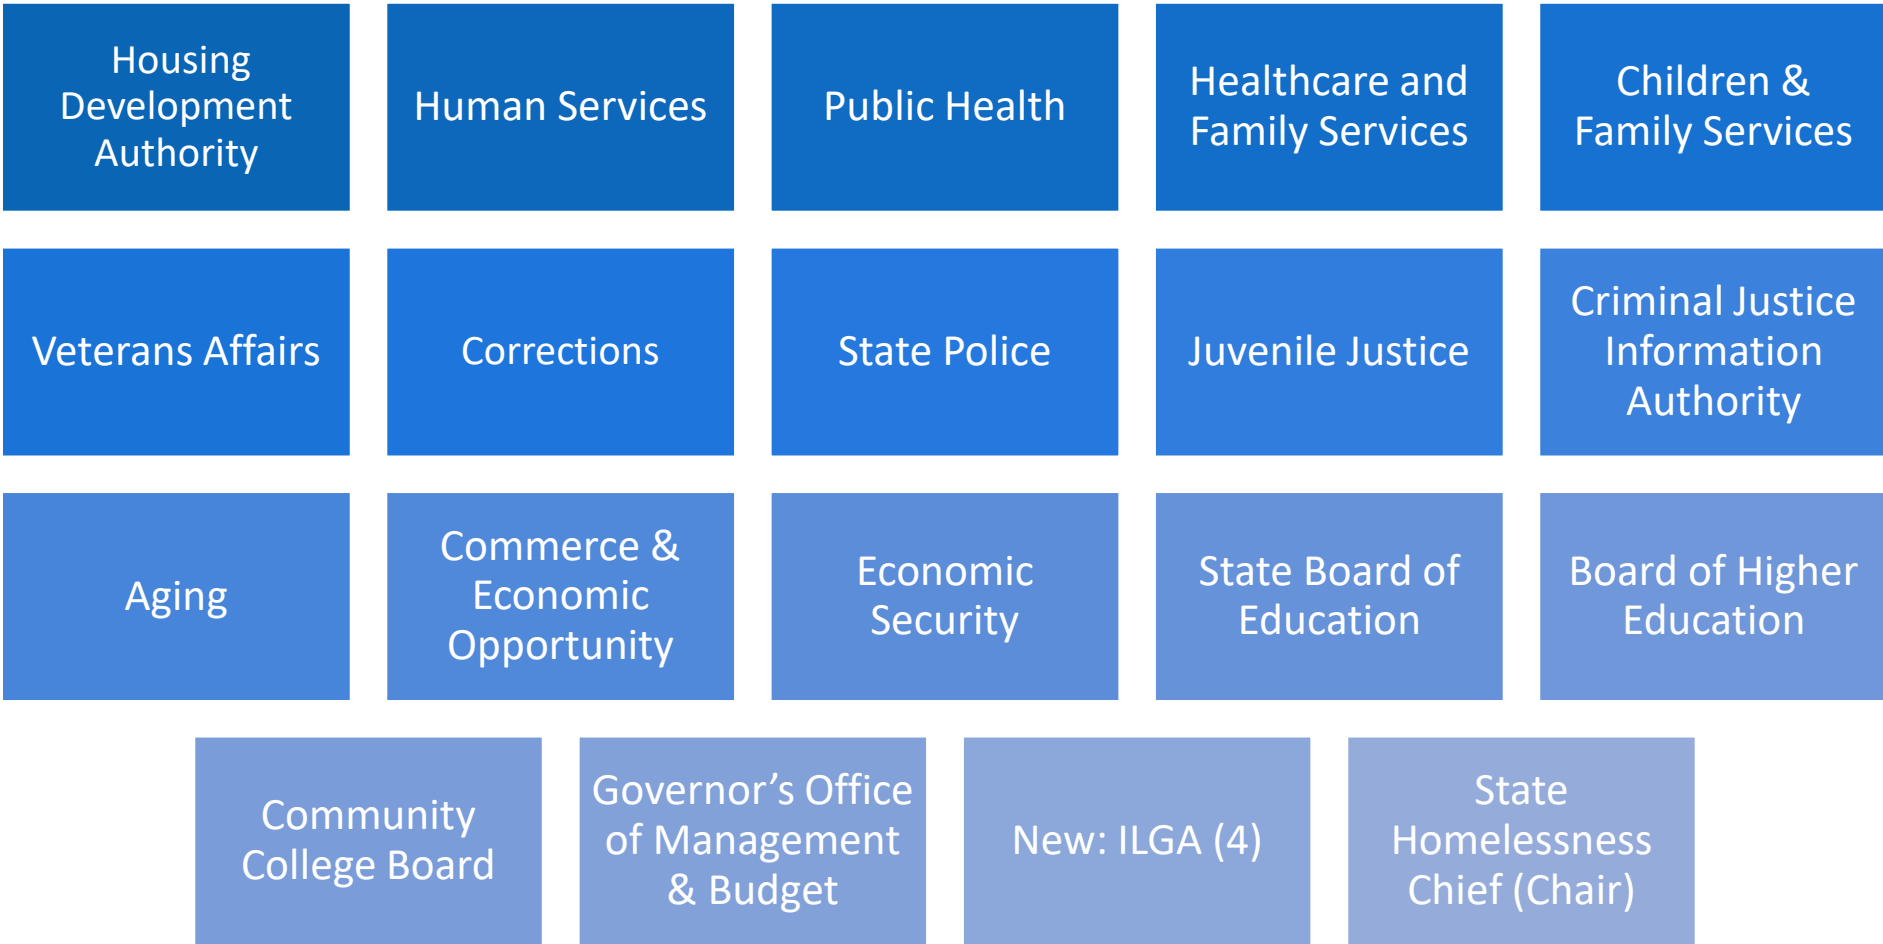 Housing
Development
Authority
Human Services
Public Health
Healthcare and
Family Services
Children &
Family Services
Veterans Affairs
Corrections
State Police
Juvenile Justice
Criminal Justice
Information
Authority
Aging
Commerce &
Economic
Opportunity
Economic
Security
State Board of
Education
Board of Higher
Education
Community
College Board
Governor’s Office
of Management
& Budget
New: ILGA (4)
State
Homelessness
Chief (Chair)